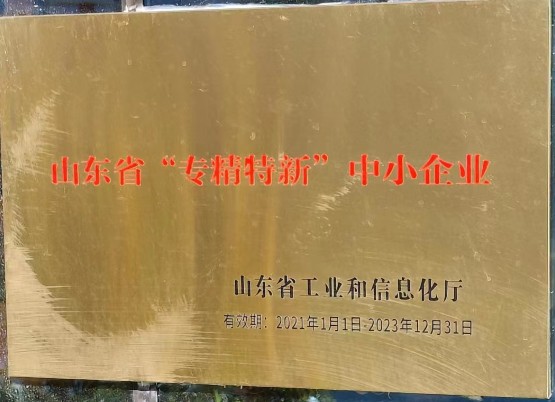 山东省“专精特新”中小企业
山东省工业和信息化厅
有效期：2021年1月1日-2023年12月31日